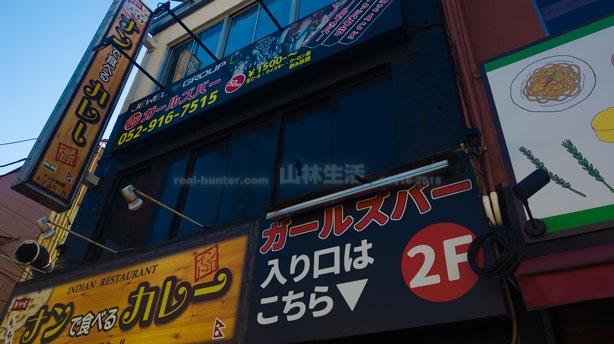 ナンで食べるカレー
JEWEL GROUP
ガールズバー
¥1500~
052-916-7515
real-hunter.com
山林生活
ガールズバー
入り口は
こちら▼
2F
INDIAN RESTAURANT
ナンで食べるカレー